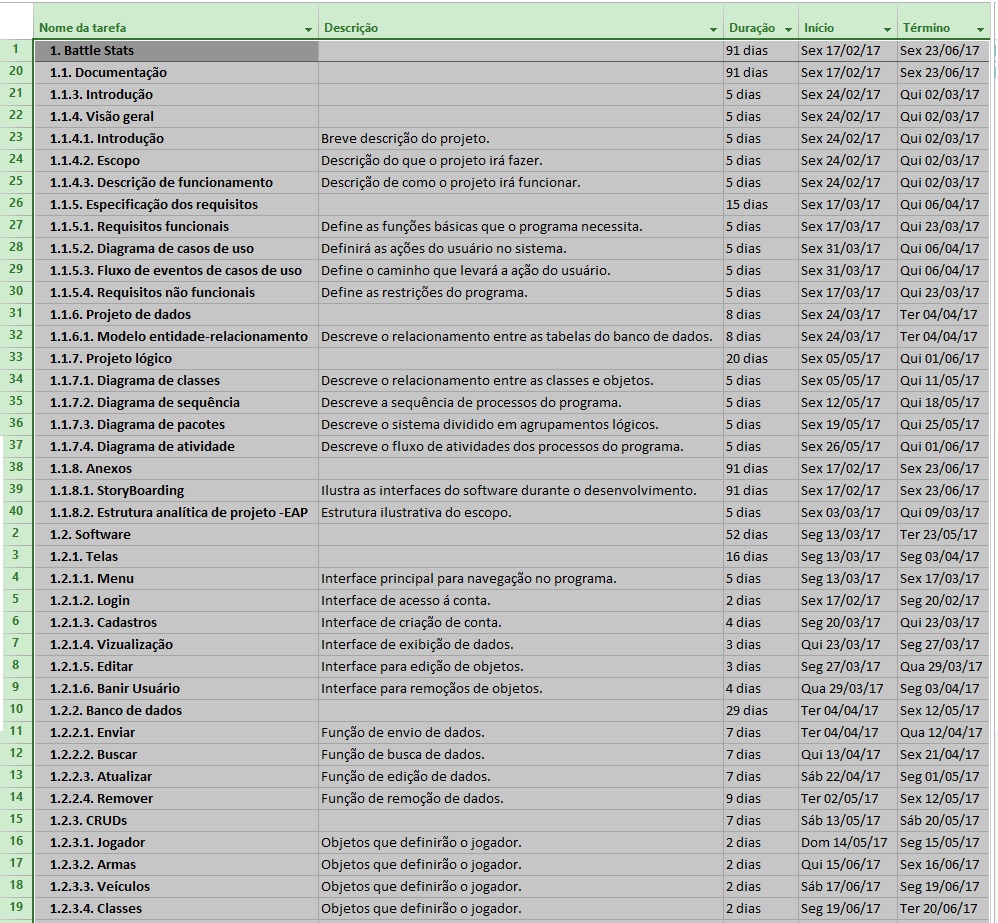 Nome da tarefa Descrição Duração Início Término
1 1. Battle Stats 91 dias Sex 17/02/17 Sex 23/06/17
20 1.1. Documentação 91 dias Sex 17/02/17 Sex 23/06/17
21 1.1.3. Introdução 5 dias Sex 24/02/17 Qui 02/03/17
22 1.1.4. Visão geral 5 dias Sex 24/02/17 Qui 02/03/17
23 1.1.4.1. Introdução Breve descrição do projeto. 5 dias Sex 24/02/17 Qui 02/03/17
24 1.1.4.2. Escopo Descrição do que o projeto irá fazer. 5 dias Sex 24/02/17 Qui 02/03/17
25 1.1.4.3. Descrição de funcionamento Descrição de como o projeto irá funcionar. 5 dias Sex 24/02/17 Qui 02/03/17
26 1.1.5. Especificação dos requisitos 15 dias Sex 17/03/17 Qui 06/04/17
27 1.1.5.1. Requisitos funcionais Define as funções básicas que o programa necessita. 5 dias Sex 17/03/17 Qui 23/03/17
28 1.1.5.2. Diagrama de casos de uso Definirá as ações do usuário no sistema. 5 dias Sex 31/03/17 Qui 06/04/17
29 1.1.5.3. Fluxo de eventos de casos de uso Define o caminho que levará a ação do usuário. 5 dias Sex 31/03/17 Qui 06/04/17
30 1.1.5.4. Requisitos não funcionais Define as restrições do programa. 5 dias Sex 17/03/17 Qui 23/03/17
31 1.1.6. Projeto de dados 8 dias Sex 24/03/17 Ter 04/04/17
32 1.1.6.1. Modelo entidade-relacionamento Descreve o relacionamento entre as tabelas do banco de dados. 8 dias Sex 24/03/17 Ter 04/04/17
33 1.1.7. Projeto lógico 20 dias Sex 05/05/17 Qui 01/06/17
34 1.1.7.1. Diagrama de classes Descreve o relacionamento entre as classes e objetos. 5 dias Sex 05/05/17 Qui 11/05/17
35 1.1.7.2. Diagrama de sequência Descreve a sequência de processos do programa. 5 dias Sex 12/05/17 Qui 18/05/17
36 1.1.7.3. Diagrama de pacotes Descreve o sistema dividido em agrupamentos lógicos. 5 dias Sex 19/05/17 Qui 25/05/17
37 1.1.7.4. Diagrama de atividade Descreve o fluxo de atividades dos processos do programa. 5 dias Sex 26/05/17 Qui 01/06/17
38 1.1.8. Anexos 91 dias Sex 17/02/17 Sex 23/06/17
39 1.1.8.1. StoryBoarding Ilustra as interfaces do software durante o desenvolvimento. 91 dias Sex 17/02/17 Sex 23/06/17
40 1.1.8.2. Estrutura analítica de projeto -EAP Estrutura ilustrativa do escopo. 5 dias Sex 03/03/17 Qui 09/03/17
2 1.2. Software 52 dias Seg 13/03/17 Ter 23/05/17
3 1.2.1. Telas 16 dias Seg 13/03/17 Seg 03/04/17
4 1.2.1.1. Menu Interface principal para navegação no programa. 5 dias Seg 13/03/17 Sex 17/03/17
5 1.2.1.2. Login Interface de acesso á conta. 2 dias Sex 17/02/17 Seg 20/02/17
6 1.2.1.3. Cadastros Interface de criação de conta. 4 dias Seg 20/03/17 Qui 23/03/17
7 1.2.1.4. Vizualização Interface de exibição de dados. 3 dias Qui 23/03/17 Seg 27/03/17
8 1.2.1.5. Editar Interface para edição de objetos. 3 dias Seg 27/03/17 Qua 29/03/17
9 1.2.1.6. Banir Usuário Interface para remoções de objetos. 4 dias Qua 29/03/17 Seg 03/04/17
10 1.2.2. Banco de dados 29 dias Ter 04/04/17 Sex 12/05/17
11 1.2.2.1. Enviar Função de envio de dados. 7 dias Ter 04/04/17 Qua 12/04/17
12 1.2.2.2. Buscar Função de busca de dados. 7 dias Qui 13/04/17 Sex 21/04/17
13 1.2.2.3. Atualizar Função de edição de dados. 7 dias Sáb 22/04/17 Seg 01/05/17
14 1.2.2.4. Remover Função de remoção de dados. 9 dias Ter 02/05/17 Sex 12/05/17
15 1.2.3. CRUDs 7 dias Sáb 13/05/17 Sáb 20/05/17
16 1.2.3.1. Jogador Objetos que definirão o jogador. 2 dias Dom 14/05/17 Seg 15/05/17
17 1.2.3.2. Armas Objetos que definirão o jogador. 2 dias Qui 15/06/17 Sex 16/06/17
18 1.2.3.3. Veículos Objetos que definirão o jogador. 2 dias Sáb 17/06/17 Seg 19/06/17
19 1.2.3.4. Classes Objetos que definirão o jogador. 2 dias Seg 19/06/17 Ter 20/06/17